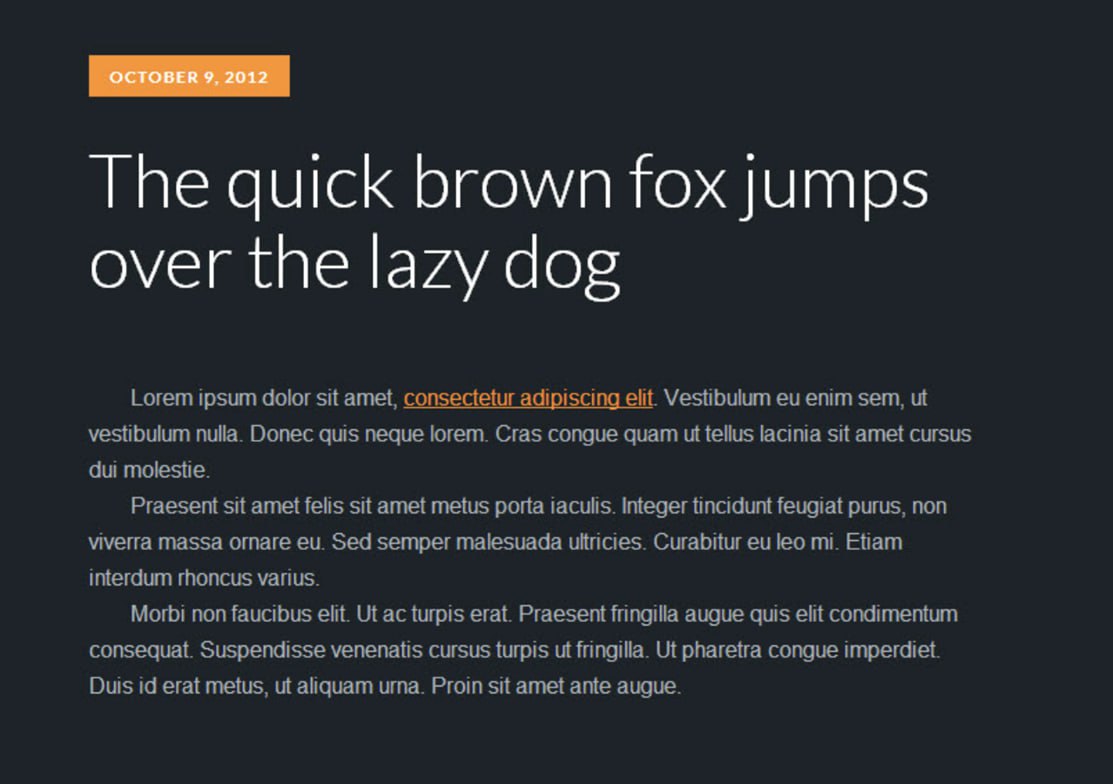 OCTOBER 9, 2012
The quick brown fox jumps
over the lazy dog
Lorem ipsum dolor sit amet, consectetur adipiscing elit. Vestibulum eu enim sem, ut
vestibulum nulla. Donec quis neque lorem. Cras congue quam ut tellus lacinia sit amet cursus
dui molestie.
Praesent sit amet felis sit amet metus porta iaculis. Integer tincidunt feugiat purus, non
viverra massa ornare eu. Sed semper malesuada ultricies. Curabitur eu leo mi. Etiam
interdum rhoncus varius.
Morbi non faucibus elit. Ut ac turpis erat. Praesent fringilla augue quis elit condimentum
consequat. Suspendisse venenatis cursus turpis ut fringilla. Ut pharetra congue imperdiet.
Duis id erat metus, ut aliquam urna. Proin sit amet ante augue.